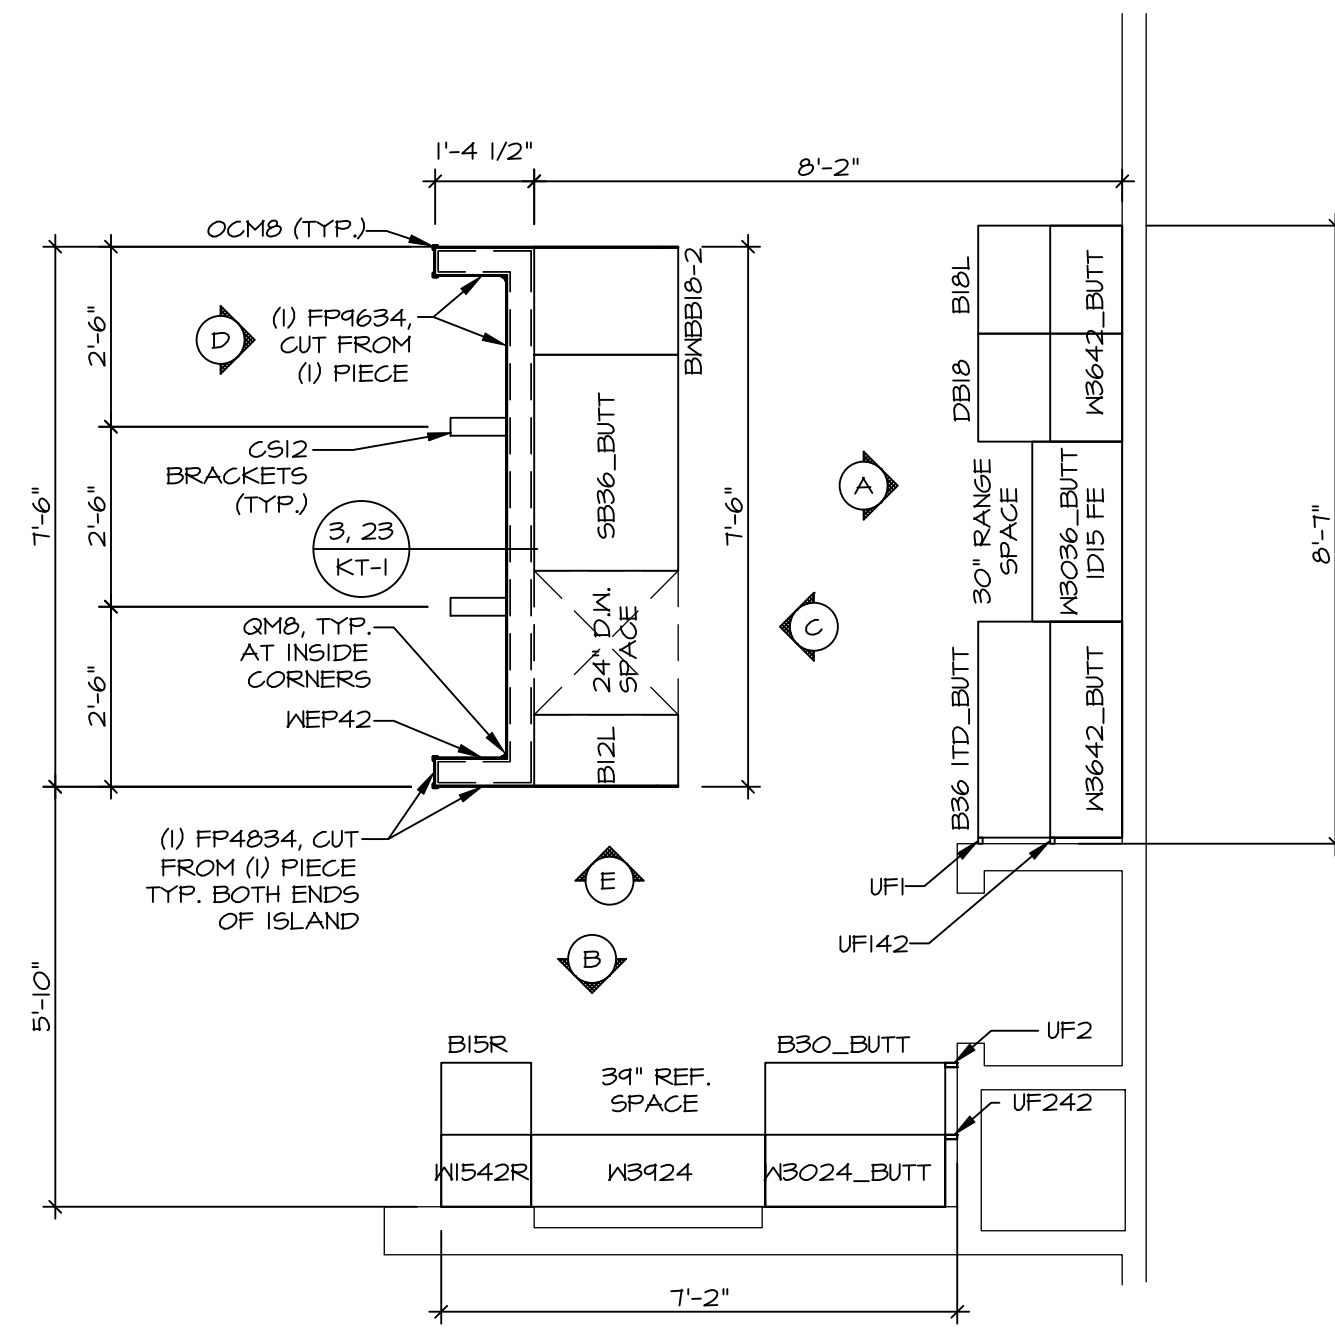 1'-4 1/2"
8'-2"
OCM8 (TYP.)
BWBB18-2
B18L
W3642_BUTT
2'-6"
D
(1) FP9634,
CUT FROM
(1) PIECE
DB18
SB36_BUTT
CS12
BRACKETS
(TYP.)
A
30" RANGE
SPACE
W3036_BUTT
1D15 FE
7'-6"
2'-6"
3, 23
KT-1
7'-6"
8'-7"
QM8, TYP.
AT INSIDE
CORNERS
24" D.W.
SPACE
C
2'-6"
WEP42
B12L
B36 1TD_BUTT
W3642_BUTT
(1) FP4834, CUT
FROM (1) PIECE
TYP. BOTH ENDS
OF ISLAND
E
UF1
UF142
B
5'-10"
B15R
39" REF.
SPACE
B30_BUTT
UF2
UF242
W1542R
W3924
W3024_BUTT
7'-2"